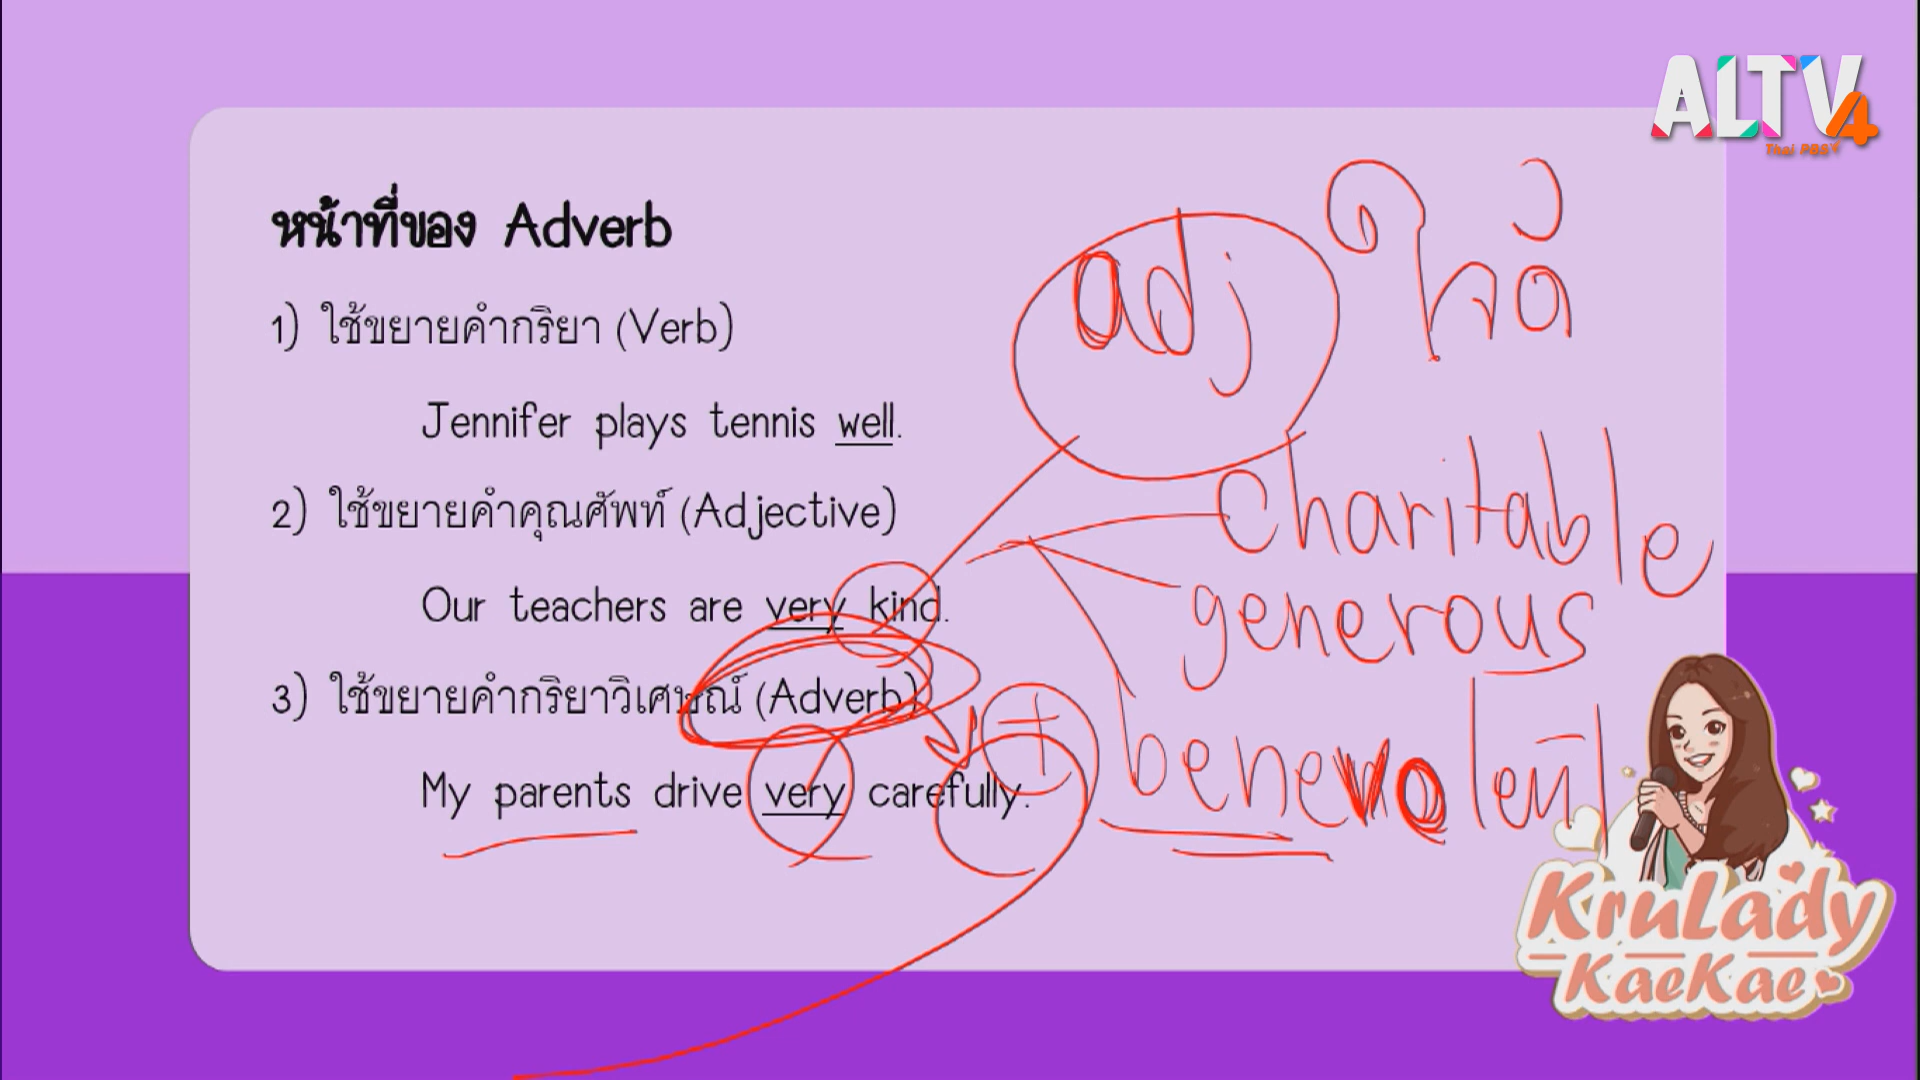 ALTV4
Thai PBS
หน้าที่ของ Adverb
adj ใจดี
1) ใช้ขยายคำกริยา (Verb)
Jennifer plays tennis well.
2) ใช้ขยายคำคุณศัพท์ (Adjective)
charitable
Our teachers are very kind.
generous
3) ใช้ขยายคำกริยาวิเศษณ์ (Adverb)
My parents drive very carefully.
KruLady
KaeKae